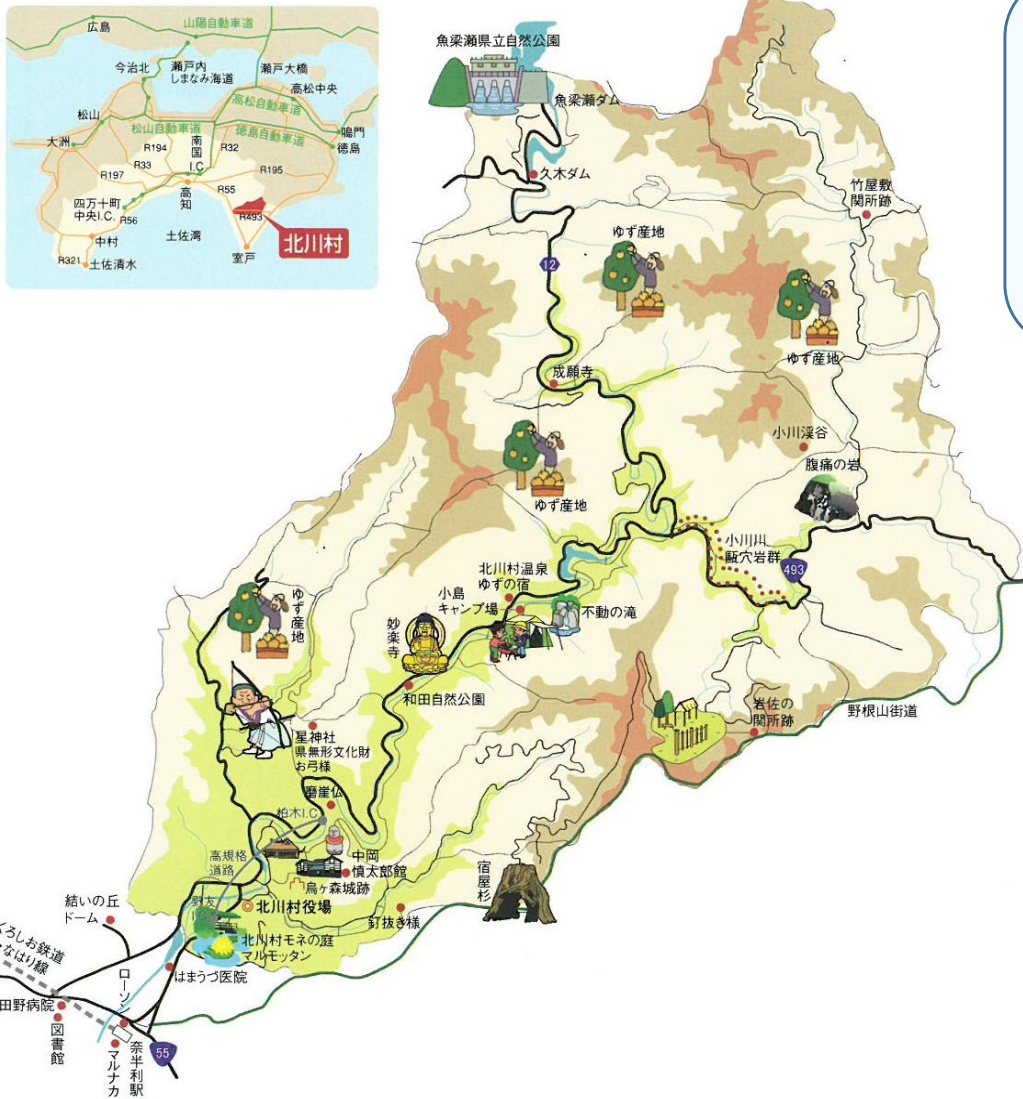 広島
山陽自動車道
今治北
瀬戸内
しまなみ海道
瀬戸大橋
高松中央
高松自動車道
松山
松山自動車道
徳島自動車道
鳴門
徳島
大洲
R194
R33
南国
I.C
R32
R195
R197
高知
R55
四万十町
中央I.C.
R56
R493
中村
土佐湾
北川村
R321
土佐清水
室戸
魚梁瀬県立自然公園
魚梁瀬ダム
久木ダム
竹屋敷
関所跡
ゆず産地
12
ゆず産地
成願寺
小川渓谷
腹痛の岩
ゆず産地
小川川
甌穴岩群
493
北川村温泉
ゆずの宿
小島
キャンプ場
不動の滝
ゆず産地
妙楽寺
和田自然公園
岩佐の
関所跡
野根山街道
星神社
県無形文化財
お弓様
磨崖仏
柏木I.C
高規格
道路
中岡
慎太郎館
烏ヶ森城跡
宿屋杉
野友
北川村役場
釘抜き様
結いの丘
ドーム
北川村モネの庭
マルモッタン
くろしお鉄道
なはり線
はまうづ医院
ローソン
田野病院
図書館
マルナカ
奈半利駅
55